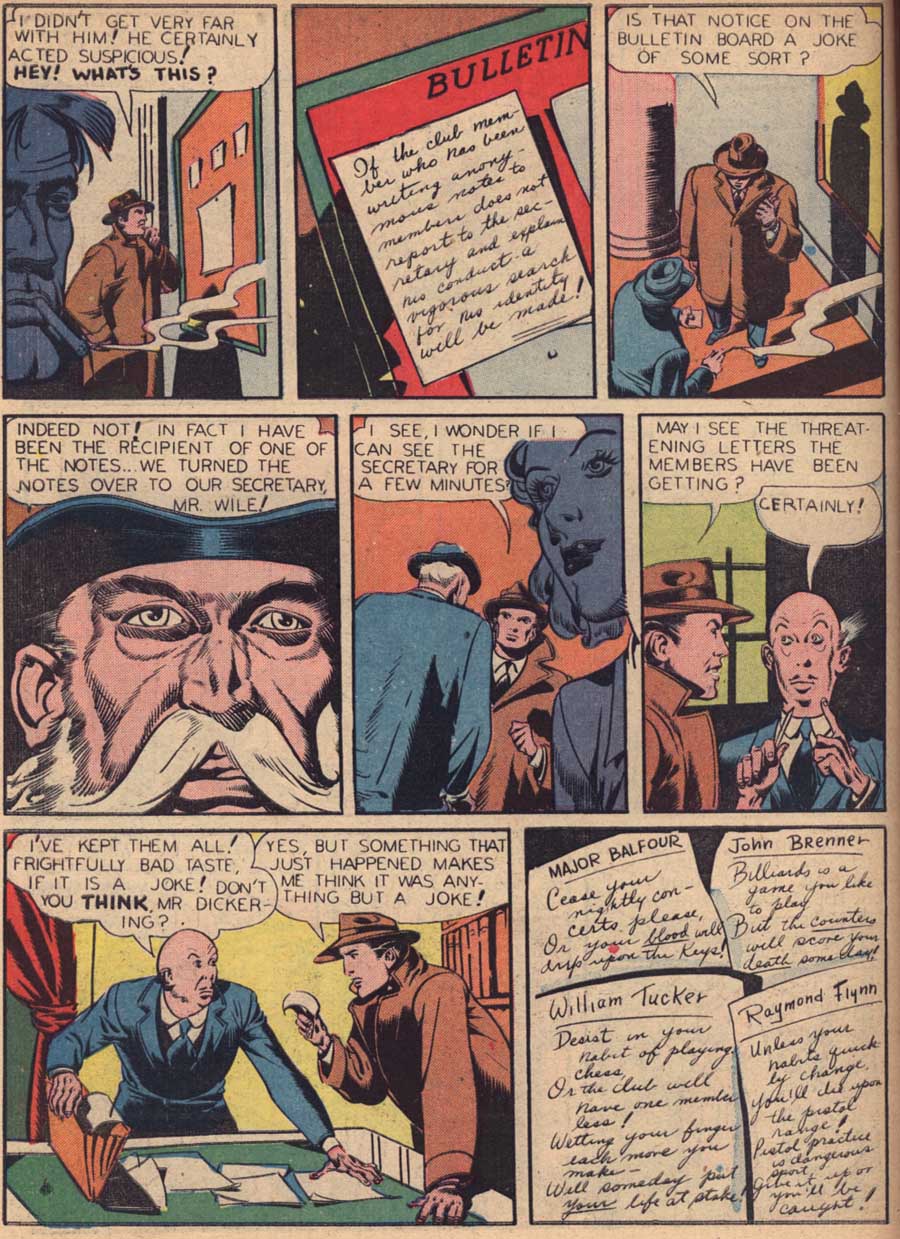 I DIDN'T GET VERY FAR
WITH HIM! HE CERTAINLY
ACTED SUSPICIOUS!
HEY! WHAT'S THIS?
BULLETIN
If the club mem-
ber who has been
writing anony-
mous notes to
members does not
report to the sec-
retary and explain
his conduct - a
vigorous search
for his identity
will be made!
IS THAT NOTICE ON THE
BULLETIN BOARD A JOKE
OF SOME SORT?
INDEED NOT! IN FACT I HAVE
BEEN THE RECIPIENT OF ONE OF
THE NOTES... WE TURNED THE
NOTES OVER TO OUR SECRETARY,
MR. WILE!
I SEE, I WONDER IF I
CAN SEE THE
SECRETARY FOR
A FEW MINUTES?
MAY I SEE THE THREAT-
ENING LETTERS THE
MEMBERS HAVE BEEN
GETTING?
CERTAINLY!
I'VE KEPT THEM ALL!
FRIGHTFULLY BAD TASTE,
IF IT IS A JOKE! DON'T
YOU THINK, MR DICKER-
ING?
YES, BUT SOMETHING THAT
JUST HAPPENED MAKES
ME THINK IT WAS ANY-
THING BUT A JOKE!
MAJOR BALFOUR
Cease your
nightly con-
certs please,
Or your blood will
drip upon the Keys!
John Brenner
Billiards is a
game you like
to play
But the counters
will score your
death some day!
William Tucker
Desist in your
habit of playing
chess,
Or the club will
have one member
less!
Wetting your finger
each move you
make -
Will someday put
your life at stake!
Raymond Flynn
Unless your
habits quick-
ly change,
You'll die upon
the pistol
range!
Pistol practice
is dangerous
sport,
Give it up or
you'll be
caught!